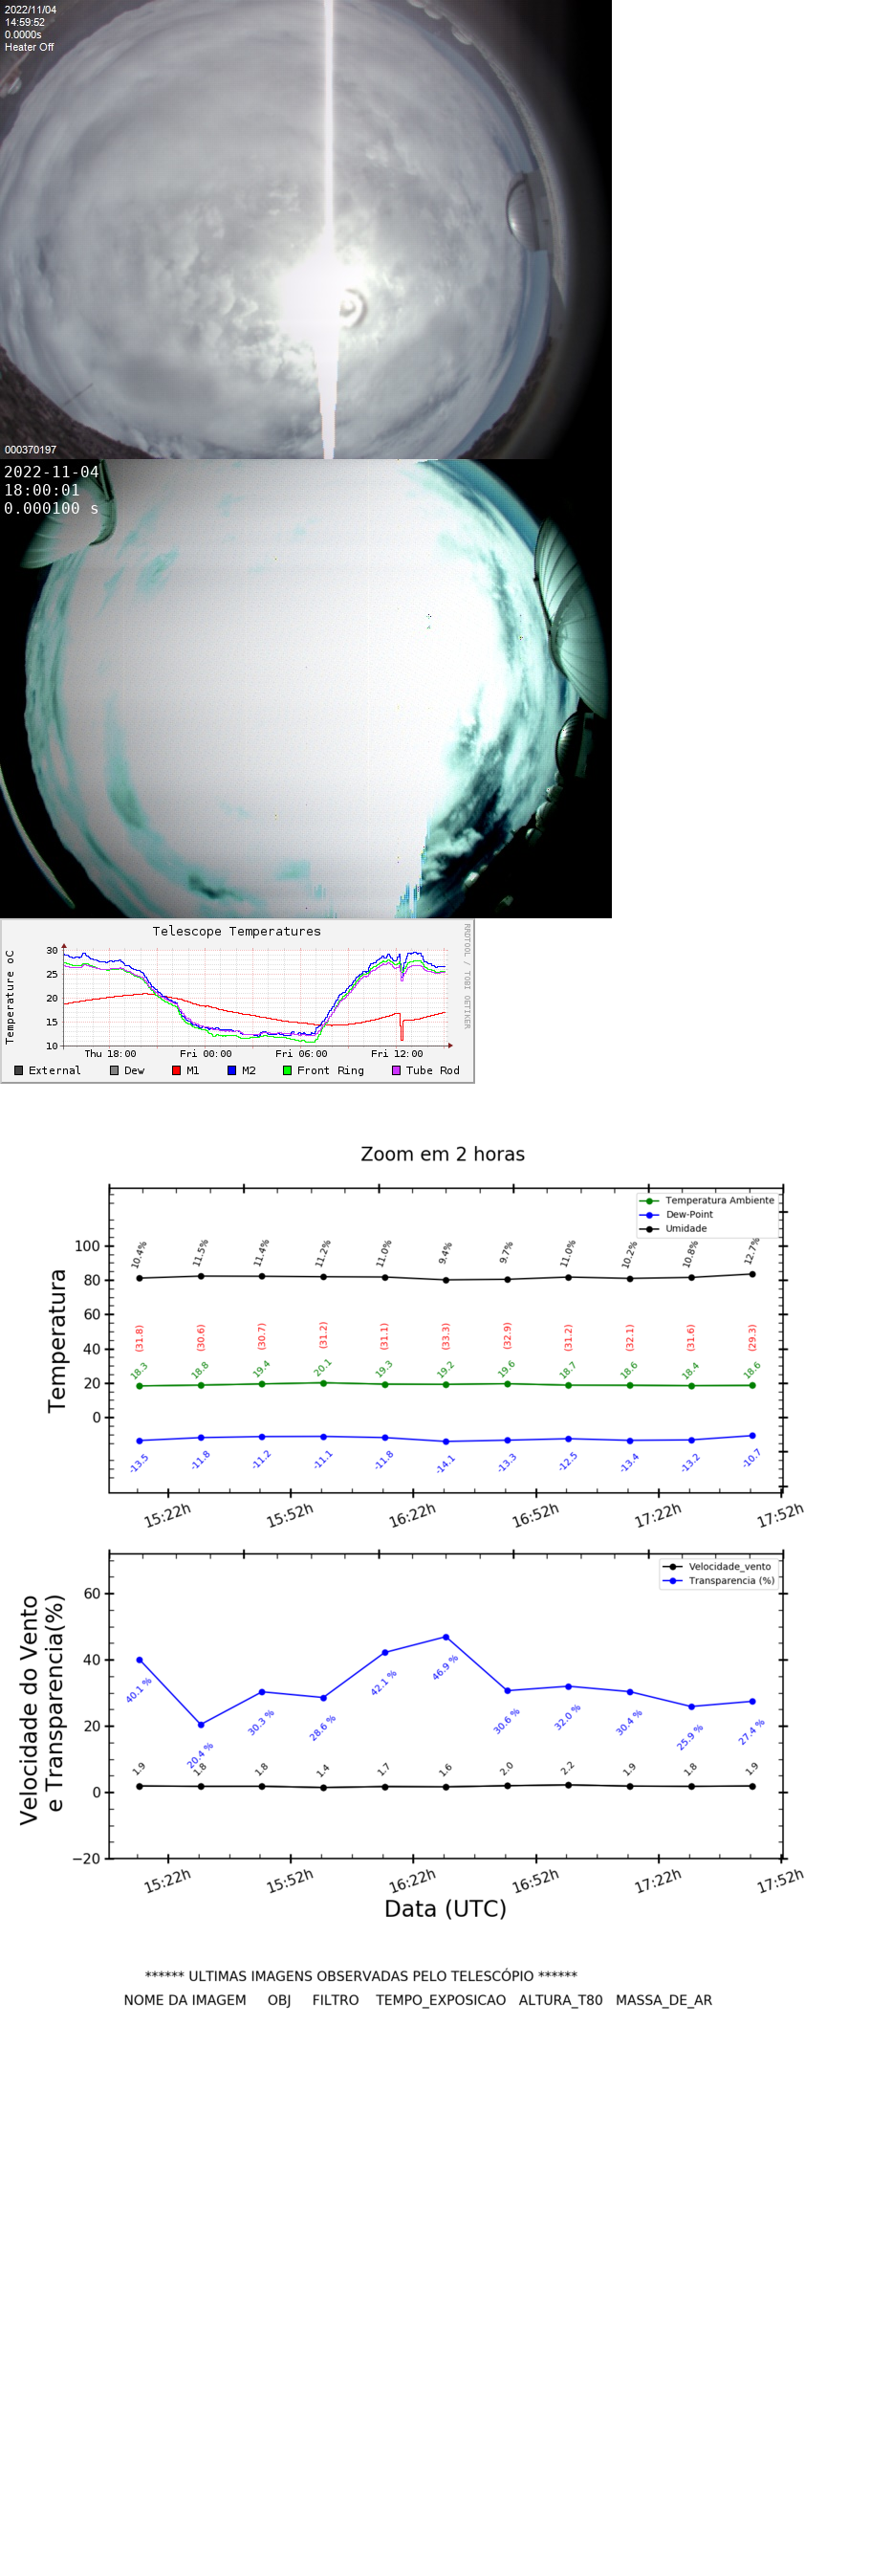 2022/11/04
14:59:52
0.0000s
Heater Off
000370197
2022-11-04
18:00:01
0.000100 s
Telescope Temperatures
RRDTOOL / TOBI OETIKER
Temperature oC
30
25
20
15
10
Thu 18:00 Fri 00:00 Fri 06:00 Fri 12:00
External Dew M1 M2 Front Ring Tube Rod
Zoom em 2 horas
Temperatura Ambiente
Dew-Point
Umidade
Temperatura
100
80
60
40
20
0
10.4% 11.5% 11.4% 11.2% 11.0% 9.4% 9.7% 11.0% 10.2% 10.8% 12.7%
(31.8) (30.6) (30.7) (31.2) (31.1) (33.3) (32.9) (31.2) (32.1) (31.6) (29.3)
18.3 18.8 19.4 20.1 19.3 19.2 19.6 18.7 18.6 18.4 18.6
-13.5 -11.8 -11.2 -11.1 -11.8 -14.1 -13.3 -12.5 -13.4 -13.2 -10.7
15:22h 15:52h 16:22h 16:52h 17:22h 17:52h
Velocidade_vento
Transparencia (%)
Velocidade do Vento
e Transparencia(%)
60
40
20
0
−20
40.1 % 20.4 % 30.3 % 28.6 % 42.1 % 46.9 % 30.6 % 32.0 % 30.4 % 25.9 % 27.4 %
1.9 1.8 1.8 1.4 1.7 1.6 2.0 2.2 1.9 1.8 1.9
15:22h 15:52h 16:22h 16:52h 17:22h 17:52h
Data (UTC)
****** ULTIMAS IMAGENS OBSERVADAS PELO TELESCÓPIO ******
NOME DA IMAGEM OBJ FILTRO TEMPO_EXPOSICAO ALTURA_T80 MASSA_DE_AR